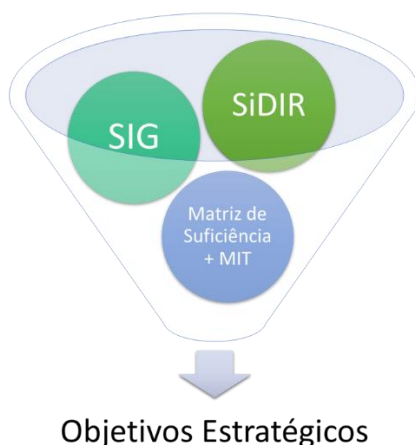 SiDIR
SIG
Matriz de
Suficiência
+ MIT
Objetivos Estratégicos